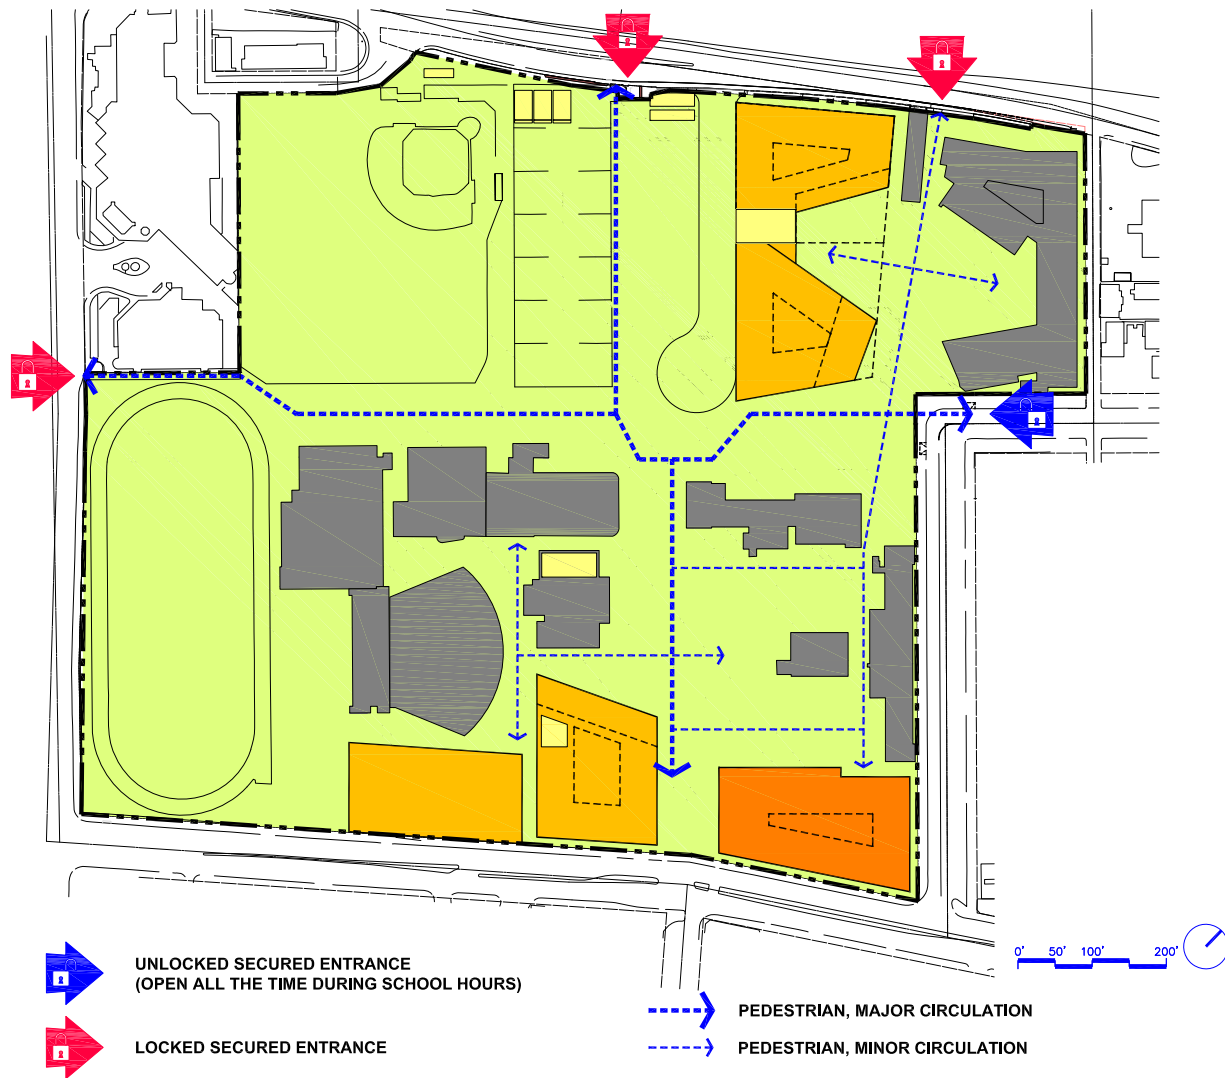 UNLOCKED SECURED ENTRANCE
(OPEN ALL THE TIME DURING SCHOOL HOURS)
LOCKED SECURED ENTRANCE
0' 50' 100' 200'
PEDESTRIAN, MAJOR CIRCULATION
PEDESTRIAN, MINOR CIRCULATION